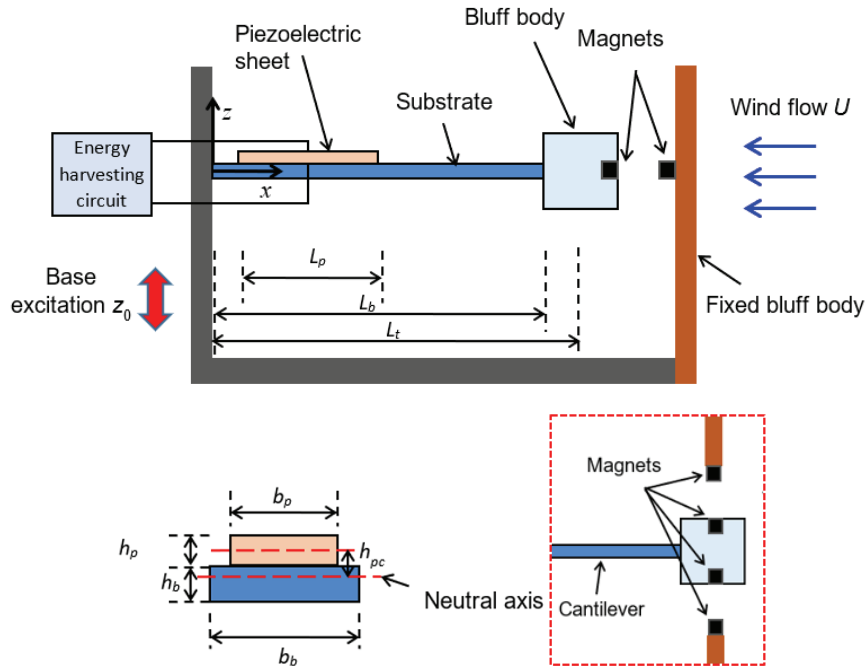 Bluff body
Piezoelectric
sheet
Magnets
Substrate
Wind flow U
z
Energy
harvesting
circuit
x
Base
excitation z0
Lp
Lb
Lt
Fixed bluff body
bp
hp
hpc
hb
Neutral axis
bb
Magnets
Cantilever